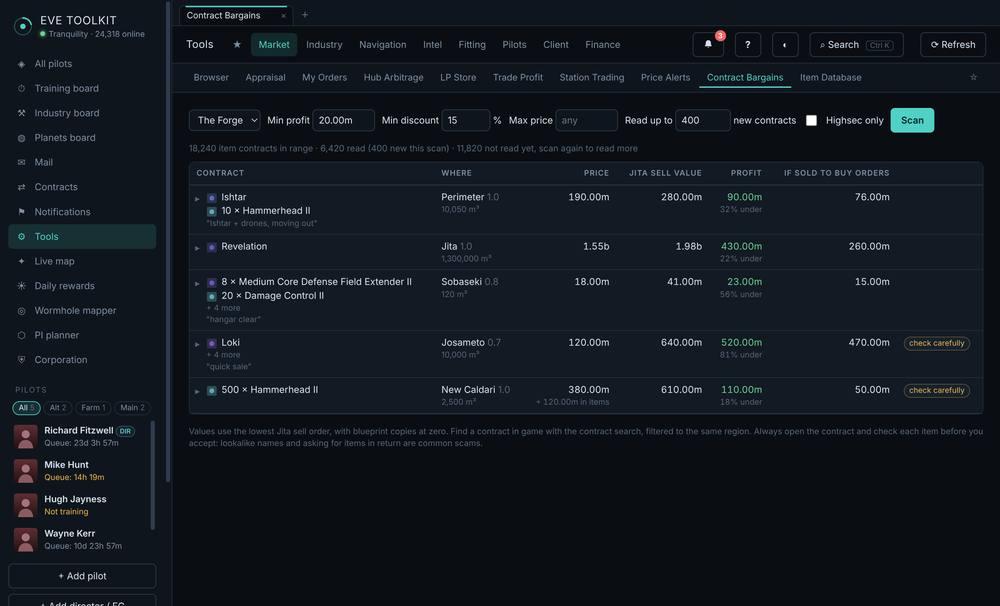 EVE TOOLKIT
Tranquility · 24,318 online
All pilots
Training board
Industry board
Planets board
Mail
Contracts
Notifications
Tools
Live map
Daily rewards
Wormhole mapper
PI planner
Corporation
PILOTS
All 5 Alt 2 Farm 1 Main 2
Richard Fitzwell DIR
Queue: 23d 3h 57m
Mike Hunt
Queue: 14h 19m
Hugh Jayness
Not training
Wayne Kerr
Queue: 10d 23h 57m
+ Add pilot
+ Add director / FC
Contract Bargains × +
Tools ★ Market Industry Navigation Intel Fitting Pilots Client Finance 3 ? Search Ctrl K ⟳ Refresh
Browser Appraisal My Orders Hub Arbitrage LP Store Trade Profit Station Trading Price Alerts Contract Bargains Item Database ☆
The Forge Min profit 20.00m Min discount 15 % Max price any Read up to 400 new contracts Highsec only Scan
18,240 item contracts in range · 6,420 read (400 new this scan) · 11,820 not read yet, scan again to read more
CONTRACT WHERE PRICE JITA SELL VALUE PROFIT IF SOLD TO BUY ORDERS
Ishtar Perimeter 1.0 190.00m 280.00m 90.00m 76.00m
10 × Hammerhead II 10,050 m³ 32% under
"Ishtar + drones, moving out"
Revelation Jita 1.0 1.55b 1.98b 430.00m 260.00m
1,300,000 m³ 22% under
8 × Medium Core Defense Field Extender II Sobaseki 0.8 18.00m 41.00m 23.00m 15.00m
20 × Damage Control II 120 m³ 56% under
+ 4 more
"hangar clear"
Loki Josameto 0.7 120.00m 640.00m 520.00m 470.00m check carefully
+ 4 more 10,000 m³ 81% under
"quick sale"
500 × Hammerhead II New Caldari 1.0 380.00m 610.00m 110.00m 50.00m check carefully
2,500 m³ + 120.00m in items 18% under
Values use the lowest Jita sell order, with blueprint copies at zero. Find a contract in game with the contract search, filtered to the same region. Always open the contract and check each item before you
accept: lookalike names and asking for items in return are common scams.